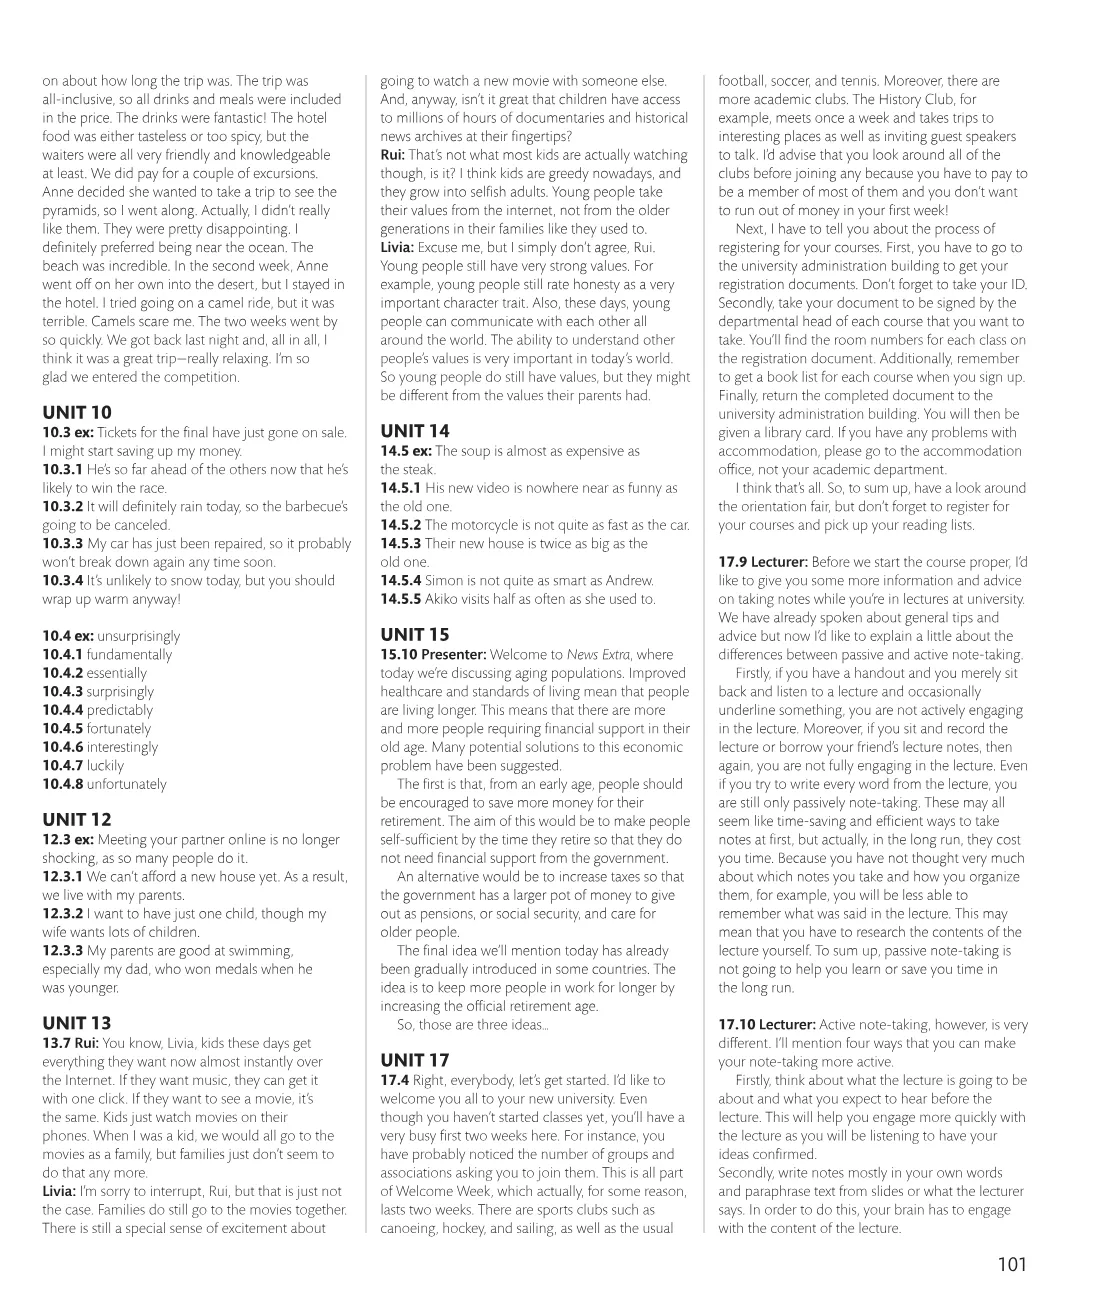 on about how long the trip was. The trip was
all-inclusive, so all drinks and meals were included
in the price. The drinks were fantastic! The hotel
food was either tasteless or too spicy, but the
waiters were all very friendly and knowledgeable
at least. We did pay for a couple of excursions.
Anne decided she wanted to take a trip to see the
pyramids, so I went along. Actually, I didn't really
like them. They were pretty disappointing. I
definitely preferred being near the ocean. The
beach was incredible. In the second week, Anne
went off on her own into the desert, but I stayed in
the hotel. I tried going on a camel ride, but it was
terrible. Camels scare me. The two weeks went by
so quickly. We got back last night and, all in all, I
think it was a great trip—really relaxing. I'm so
glad we entered the competition.
UNIT 10
10.3 ex: Tickets for the final have just gone on sale.
I might start saving up my money.
10.3.1 He's so far ahead of the others now that he's
likely to win the race.
10.3.2 It will definitely rain today, so the barbecue's
going to be canceled.
10.3.3 My car has just been repaired, so it probably
won't break down again any time soon.
10.3.4 It's unlikely to snow today, but you should
wrap up warm anyway!
10.4 ex: unsurprisingly
10.4.1 fundamentally
10.4.2 essentially
10.4.3 surprisingly
10.4.4 predictably
10.4.5 fortunately
10.4.6 interestingly
10.4.7 luckily
10.4.8 unfortunately
UNIT 12
12.3 ex: Meeting your partner online is no longer
shocking, as so many people do it.
12.3.1 We can't afford a new house yet. As a result,
we live with my parents.
12.3.2 I want to have just one child, though my
wife wants lots of children.
12.3.3 My parents are good at swimming,
especially my dad, who won medals when he
was younger.
UNIT 13
13.7 Rui: You know, Livia, kids these days get
everything they want now almost instantly over
the Internet. If they want music, they can get it
with one click. If they want to see a movie, it's
the same. Kids just watch movies on their
phones. When I was a kid, we would all go to the
movies as a family, but families just don't seem to
do that any more.
Livia: I'm sorry to interrupt, Rui, but that is just not
the case. Families do still go to the movies together.
There is still a special sense of excitement about
going to watch a new movie with someone else.
And, anyway, isn't it great that children have access
to millions of hours of documentaries and historical
news archives at their fingertips?
Rui: That's not what most kids are actually watching
though, is it? I think kids are greedy nowadays, and
they grow into selfish adults. Young people take
their values from the internet, not from the older
generations in their families like they used to.
Livia: Excuse me, but I simply don't agree, Rui.
Young people still have very strong values. For
example, young people still rate honesty as a very
important character trait. Also, these days, young
people can communicate with each other all
around the world. The ability to understand other
people's values is very important in today's world.
So young people do still have values, but they might
be different from the values their parents had.
UNIT 14
14.5 ex: The soup is almost as expensive as
the steak.
14.5.1 His new video is nowhere near as funny as
the old one.
14.5.2 The motorcycle is not quite as fast as the car.
14.5.3 Their new house is twice as big as the
old one.
14.5.4 Simon is not quite as smart as Andrew.
14.5.5 Akiko visits half as often as she used to.
UNIT 15
15.10 Presenter: Welcome to News Extra, where
today we're discussing aging populations. Improved
healthcare and standards of living mean that people
are living longer. This means that there are more
and more people requiring financial support in their
old age. Many potential solutions to this economic
problem have been suggested.
The first is that, from an early age, people should
be encouraged to save more money for their
retirement. The aim of this would be to make people
self-sufficient by the time they retire so that they do
not need financial support from the government.
An alternative would be to increase taxes so that
the government has a larger pot of money to give
out as pensions, or social security, and care for
older people.
The final idea we'll mention today has already
been gradually introduced in some countries. The
idea is to keep more people in work for longer by
increasing the official retirement age.
So, those are three ideas…
UNIT 17
17.4 Right, everybody, let's get started. I'd like to
welcome you all to your new university. Even
though you haven't started classes yet, you'll have a
very busy first two weeks here. For instance, you
have probably noticed the number of groups and
associations asking you to join them. This is all part
of Welcome Week, which actually, for some reason,
lasts two weeks. There are sports clubs such as
canoeing, hockey, and sailing, as well as the usual
football, soccer, and tennis. Moreover, there are
more academic clubs. The History Club, for
example, meets once a week and takes trips to
interesting places as well as inviting guest speakers
to talk. I'd advise that you look around all of the
clubs before joining any because you have to pay to
be a member of most of them and you don't want
to run out of money in your first week!
Next, I have to tell you about the process of
registering for your courses. First, you have to go to
the university administration building to get your
registration documents. Don't forget to take your ID.
Secondly, take your document to be signed by the
departmental head of each course that you want to
take. You'll find the room numbers for each class on
the registration document. Additionally, remember
to get a book list for each course when you sign up.
Finally, return the completed document to the
university administration building. You will then be
given a library card. If you have any problems with
accommodation, please go to the accommodation
office, not your academic department.
I think that's all. So, to sum up, have a look around
the orientation fair, but don't forget to register for
your courses and pick up your reading lists.
17.9 Lecturer: Before we start the course proper, I'd
like to give you some more information and advice
on taking notes while you're in lectures at university.
We have already spoken about general tips and
advice but now I'd like to explain a little about the
differences between passive and active note-taking.
Firstly, if you have a handout and you merely sit
back and listen to a lecture and occasionally
underline something, you are not actively engaging
in the lecture. Moreover, if you sit and record the
lecture or borrow your friend's lecture notes, then
again, you are not fully engaging in the lecture. Even
if you try to write every word from the lecture, you
are still only passively note-taking. These may all
seem like time-saving and efficient ways to take
notes at first, but actually, in the long run, they cost
you time. Because you have not thought very much
about which notes you take and how you organize
them, for example, you will be less able to
remember what was said in the lecture. This may
mean that you have to research the contents of the
lecture yourself. To sum up, passive note-taking is
not going to help you learn or save you time in
the long run.
17.10 Lecturer: Active note-taking, however, is very
different. I'll mention four ways that you can make
your note-taking more active.
Firstly, think about what the lecture is going to be
about and what you expect to hear before the
lecture. This will help you engage more quickly with
the lecture as you will be listening to have your
ideas confirmed.
Secondly, write notes mostly in your own words
and paraphrase text from slides or what the lecturer
says. In order to do this, your brain has to engage
with the content of the lecture.
101